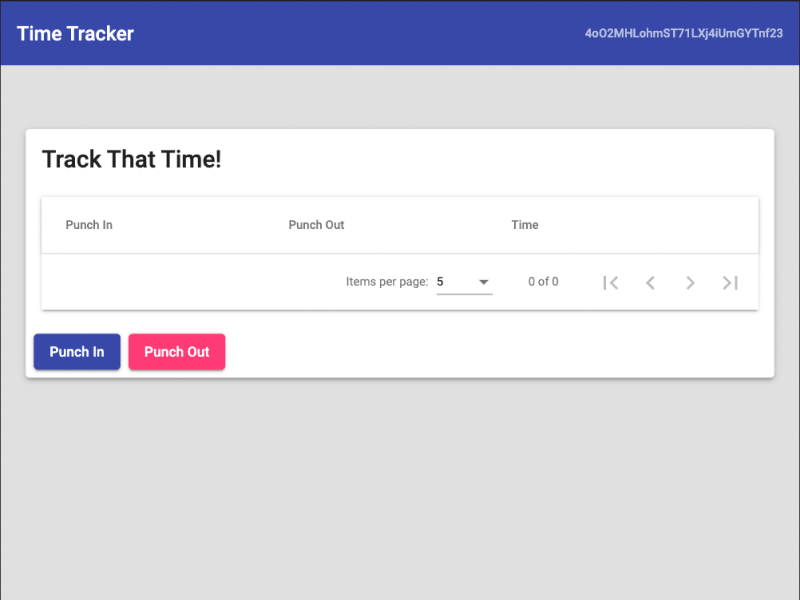 Time Tracker 4oO2MHLohmST71LXj4iUmGYTnf23
Track That Time!
Punch In Punch Out Time
Items per page: 5 0 of 0
Punch In Punch Out